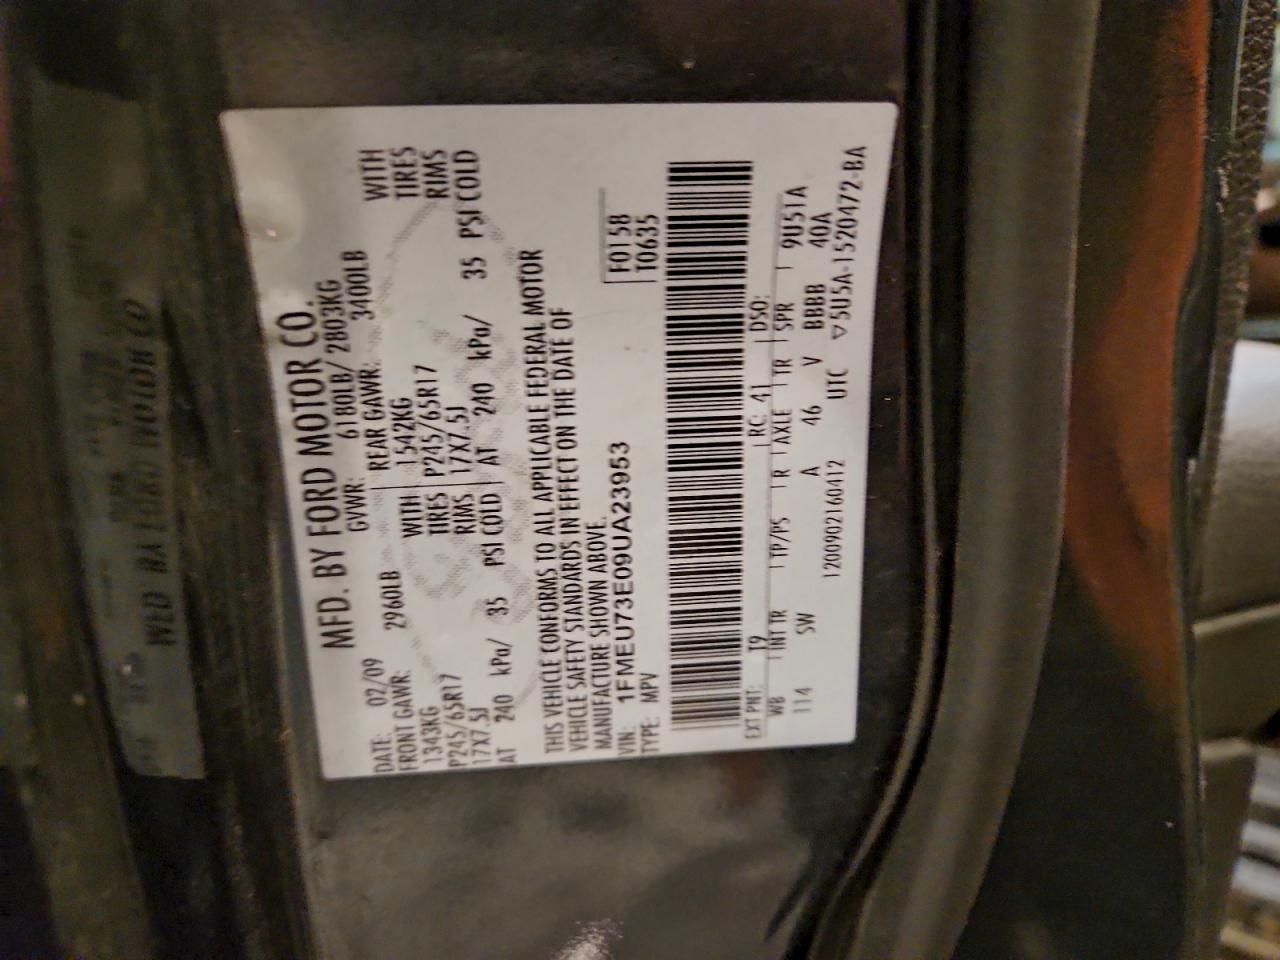 MFD. BY FORD MOTOR CO.
DATE: 02/09 GVWR: 6180LB/ 2803KG
FRONT GAWR: 2960LB REAR GAWR: 3400LB
1343KG WITH 1542KG WITH
P245/65R17 TIRES P245/65R17 TIRES
17X7.5J RIMS 17X7.5J RIMS
AT 240 kPa/ 35 PSI COLD AT 240 kPa/ 35 PSI COLD
THIS VEHICLE CONFORMS TO ALL APPLICABLE FEDERAL MOTOR
VEHICLE SAFETY STANDARDS IN EFFECT ON THE DATE OF
MANUFACTURE SHOWN ABOVE.
VIN: 1FMEU73E09UA23953 F0158
TYPE: MPV T0635
EXT PNT: T9 RC: 41 DSO:
WB INT TR TP/PS R AXLE TR SPR 9U51A
114 SW A 46 V BBBB 40A
120090216041 2 UTC ▽5U5A-1520472-BA